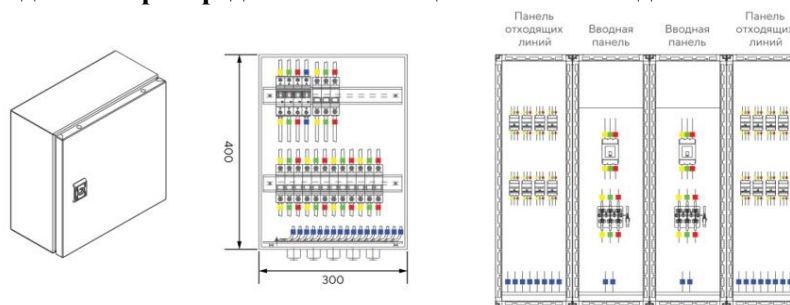 Панель
отходящих
линий
Вводная
панель
Вводная
панель
Панель
отходящих
линий
400
300